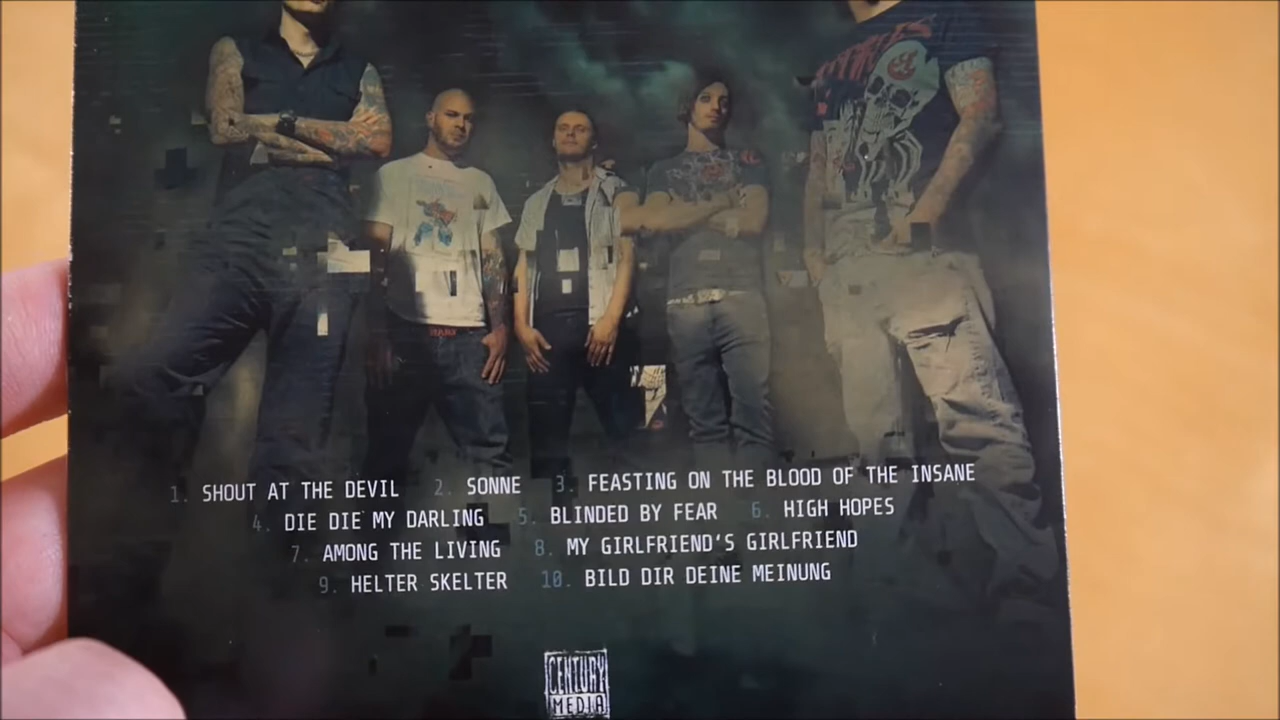 1. SHOUT AT THE DEVIL 2. SONNE 3. FEASTING ON THE BLOOD OF THE INSANE
4. DIE DIE MY DARLING 5. BLINDED BY FEAR 6. HIGH HOPES
7. AMONG THE LIVING 8. MY GIRLFRIEND'S GIRLFRIEND
9. HELTER SKELTER 10. BILD DIR DEINE MEINUNG
CENTURY
MEDIA